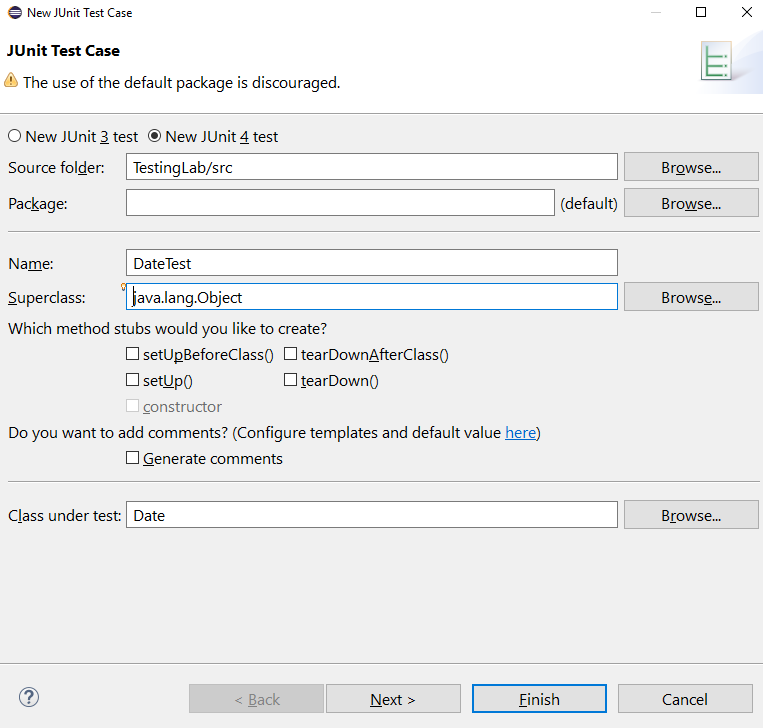 New JUnit Test Case
JUnit Test Case
The use of the default package is discouraged.
New JUnit 3 test New JUnit 4 test
Source folder: TestingLab/src Browse...
Package: (default) Browse...
Name: DateTest
Superclass: java.lang.Object Browse...
Which method stubs would you like to create?
setUpBeforeClass() tearDownAfterClass()
setUp() tearDown()
constructor
Do you want to add comments? (Configure templates and default value here)
Generate comments
Class under test: Date Browse...
? < Back Next > Finish Cancel